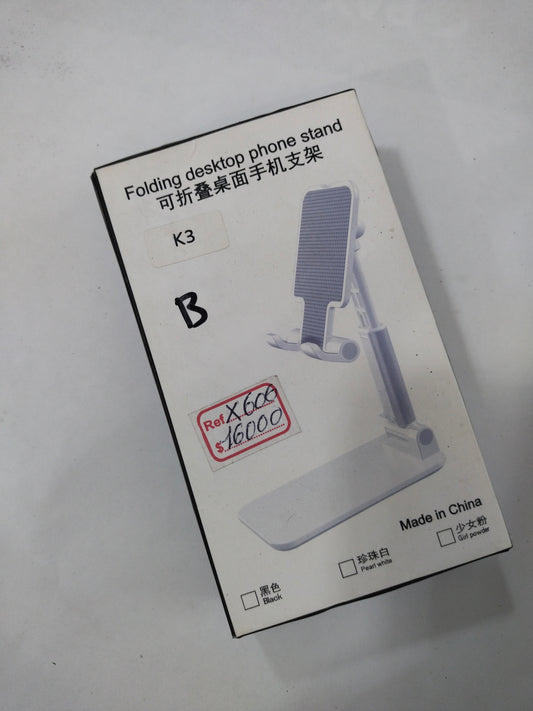 Folding desktop phone stand
可折叠桌面手机支架
K3
B
Ref X606
$ 16000
Made in China
黑色
Black
珍珠白
Pearl white
少女粉
Girl powder